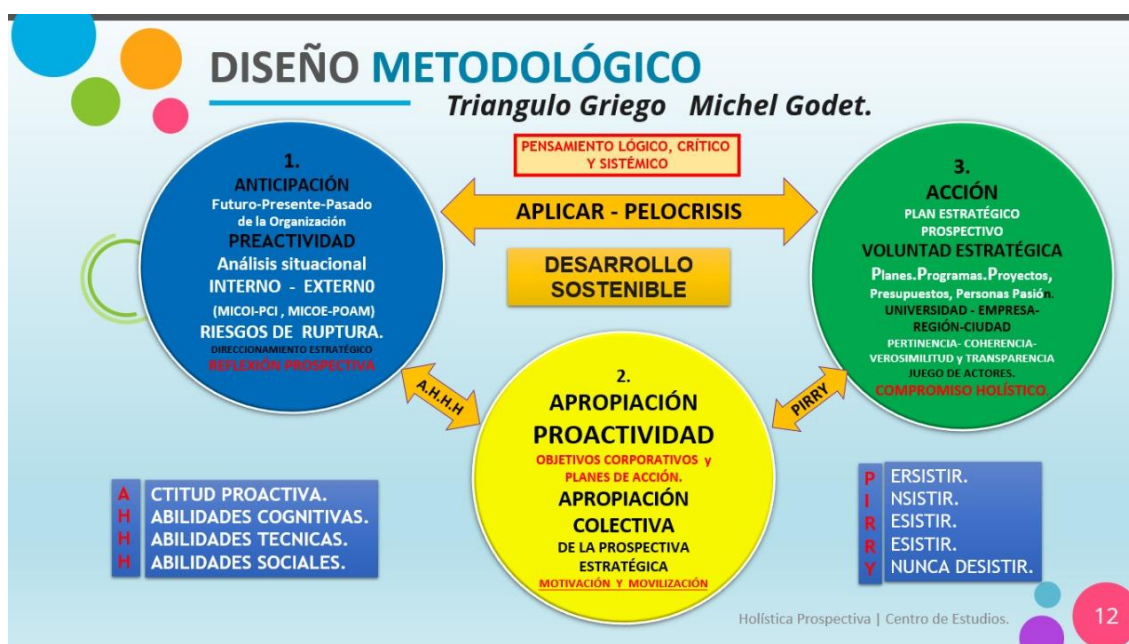 DISEÑO METODOLÓGICO
Triangulo Griego Michel Godet.
PENSAMIENTO LÓGICO, CRÍTICO
Y SISTÉMICO
APLICAR - PELOCRISIS
DESARROLLO
SOSTENIBLE
1.
ANTICIPACIÓN
Futuro-Presente-Pasado
de la Organización
PREACTIVIDAD
Análisis situacional
INTERNO - EXTERN0
(MICOI-PCI , MICOE-POAM)
RIESGOS DE RUPTURA.
DIRECCIONAMIENTO ESTRATÉGICO
REFLEXIÓN PROSPECTIVA
A.H.H.H
2.
APROPIACIÓN
PROACTIVIDAD
OBJETIVOS CORPORATIVOS y
PLANES DE ACCIÓN.
APROPIACIÓN
COLECTIVA
DE LA PROSPECTIVA
ESTRATÉGICA
MOTIVACIÓN Y MOVILIZACIÓN
PIRRY
3.
ACCIÓN
PLAN ESTRATÉGICO
PROSPECTIVO
VOLUNTAD ESTRATÉGICA
Planes.Programas.Proyectos,
Presupuestos, Personas Pasión.
UNIVERSIDAD - EMPRESA-
REGIÓN-CIUDAD
PERTINENCIA- COHERENCIA-
VEROSIMILITUD y TRANSPARENCIA
JUEGO DE ACTORES.
COMPROMISO HOLÍSTICO.
A CTITUD PROACTIVA.
H ABILIDADES COGNITIVAS.
H ABILIDADES TECNICAS.
H ABILIDADES SOCIALES.
P ERSISTIR.
I NSISTIR.
R ESISTIR.
R ESISTIR.
Y NUNCA DESISTIR.
Holística Prospectiva | Centro de Estudios.
12